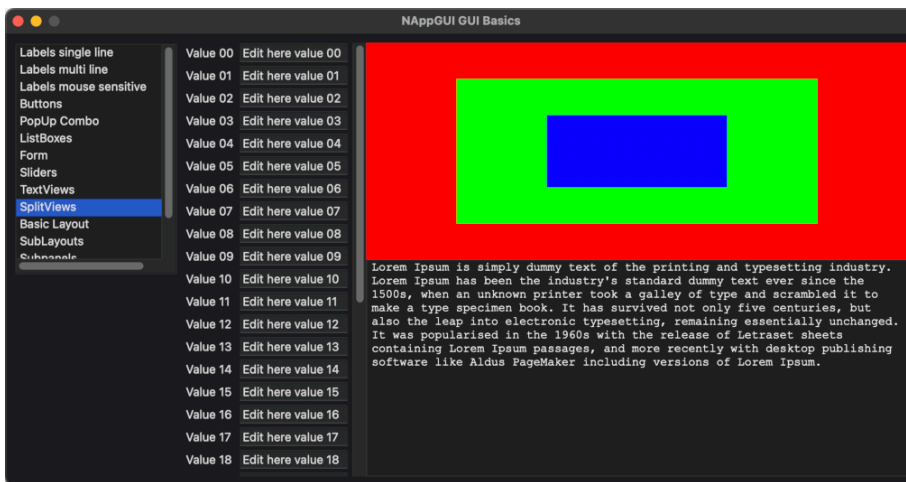 NAppGUI GUI Basics
Labels single line
Labels multi line
Labels mouse sensitive
Buttons
PopUp Combo
ListBoxes
Form
Sliders
TextViews
SplitViews
Basic Layout
SubLayouts
Subpanels
Value 00 Edit here value 00
Value 01 Edit here value 01
Value 02 Edit here value 02
Value 03 Edit here value 03
Value 04 Edit here value 04
Value 05 Edit here value 05
Value 06 Edit here value 06
Value 07 Edit here value 07
Value 08 Edit here value 08
Value 09 Edit here value 09
Value 10 Edit here value 10
Value 11 Edit here value 11
Value 12 Edit here value 12
Value 13 Edit here value 13
Value 14 Edit here value 14
Value 15 Edit here value 15
Value 16 Edit here value 16
Value 17 Edit here value 17
Value 18 Edit here value 18
Lorem Ipsum is simply dummy text of the printing and typesetting industry.
Lorem Ipsum has been the industry's standard dummy text ever since the
1500s, when an unknown printer took a galley of type and scrambled it to
make a type specimen book. It has survived not only five centuries, but
also the leap into electronic typesetting, remaining essentially unchanged.
It was popularised in the 1960s with the release of Letraset sheets
containing Lorem Ipsum passages, and more recently with desktop publishing
software like Aldus PageMaker including versions of Lorem Ipsum.